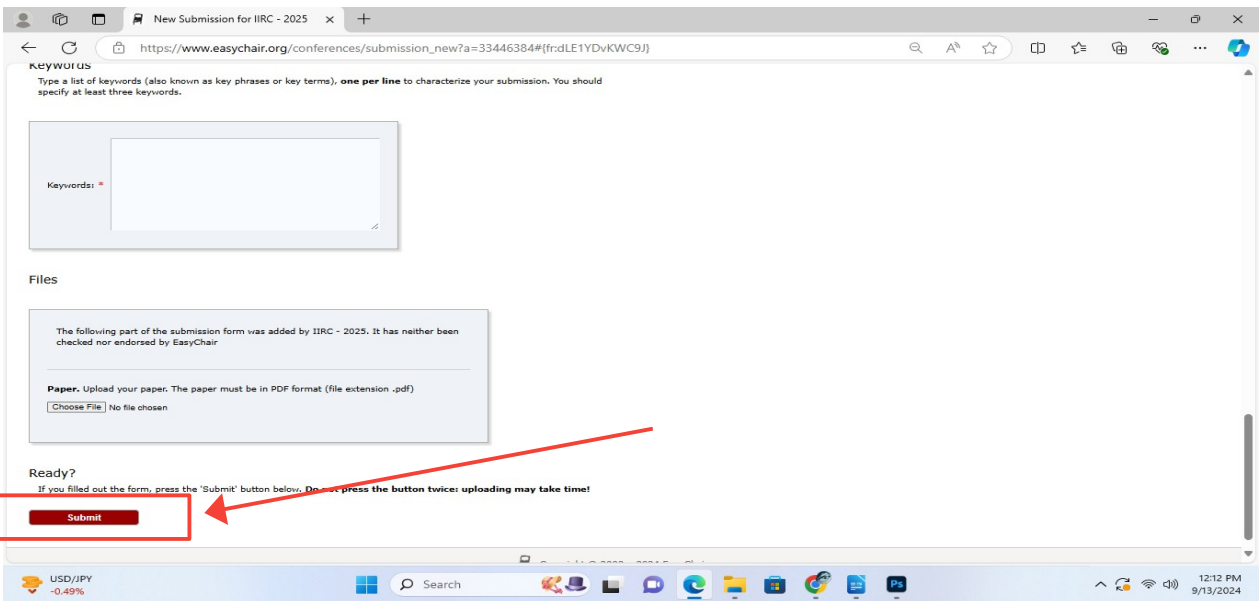 New Submission for IIRC - 2025
https://www.easychair.org/conferences/submission_new?a=33446384#{fr:dLE1YDvKWC9J}
Keywords
Type a list of keywords (also known as key phrases or key terms), one per line to characterize your submission. You should
specify at least three keywords.
Keywords: *
Files
The following part of the submission form was added by IIRC - 2025. It has neither been
checked nor endorsed by EasyChair
Paper. Upload your paper. The paper must be in PDF format (file extension .pdf)
Choose File No file chosen
Ready?
If you filled out the form, press the 'Submit' button below. Do not press the button twice: uploading may take time!
Submit
USD/JPY
-0.49%
Search
Ps
12:12 PM
9/13/2024